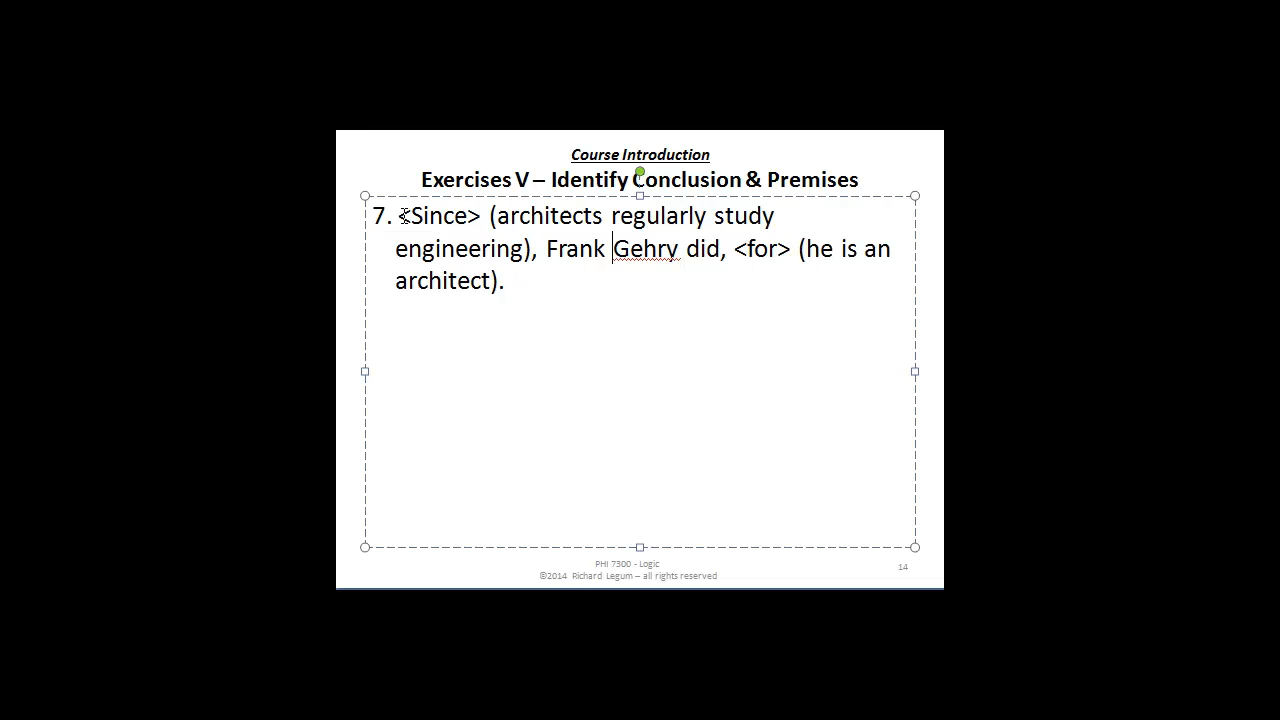 Course Introduction
Exercises V – Identify Conclusion & Premises
7. <Since> (architects regularly study
engineering), Frank Gehry did, <for> (he is an
architect).
PHI 7300 - Logic
©2014 Richard Legum – all rights reserved
14